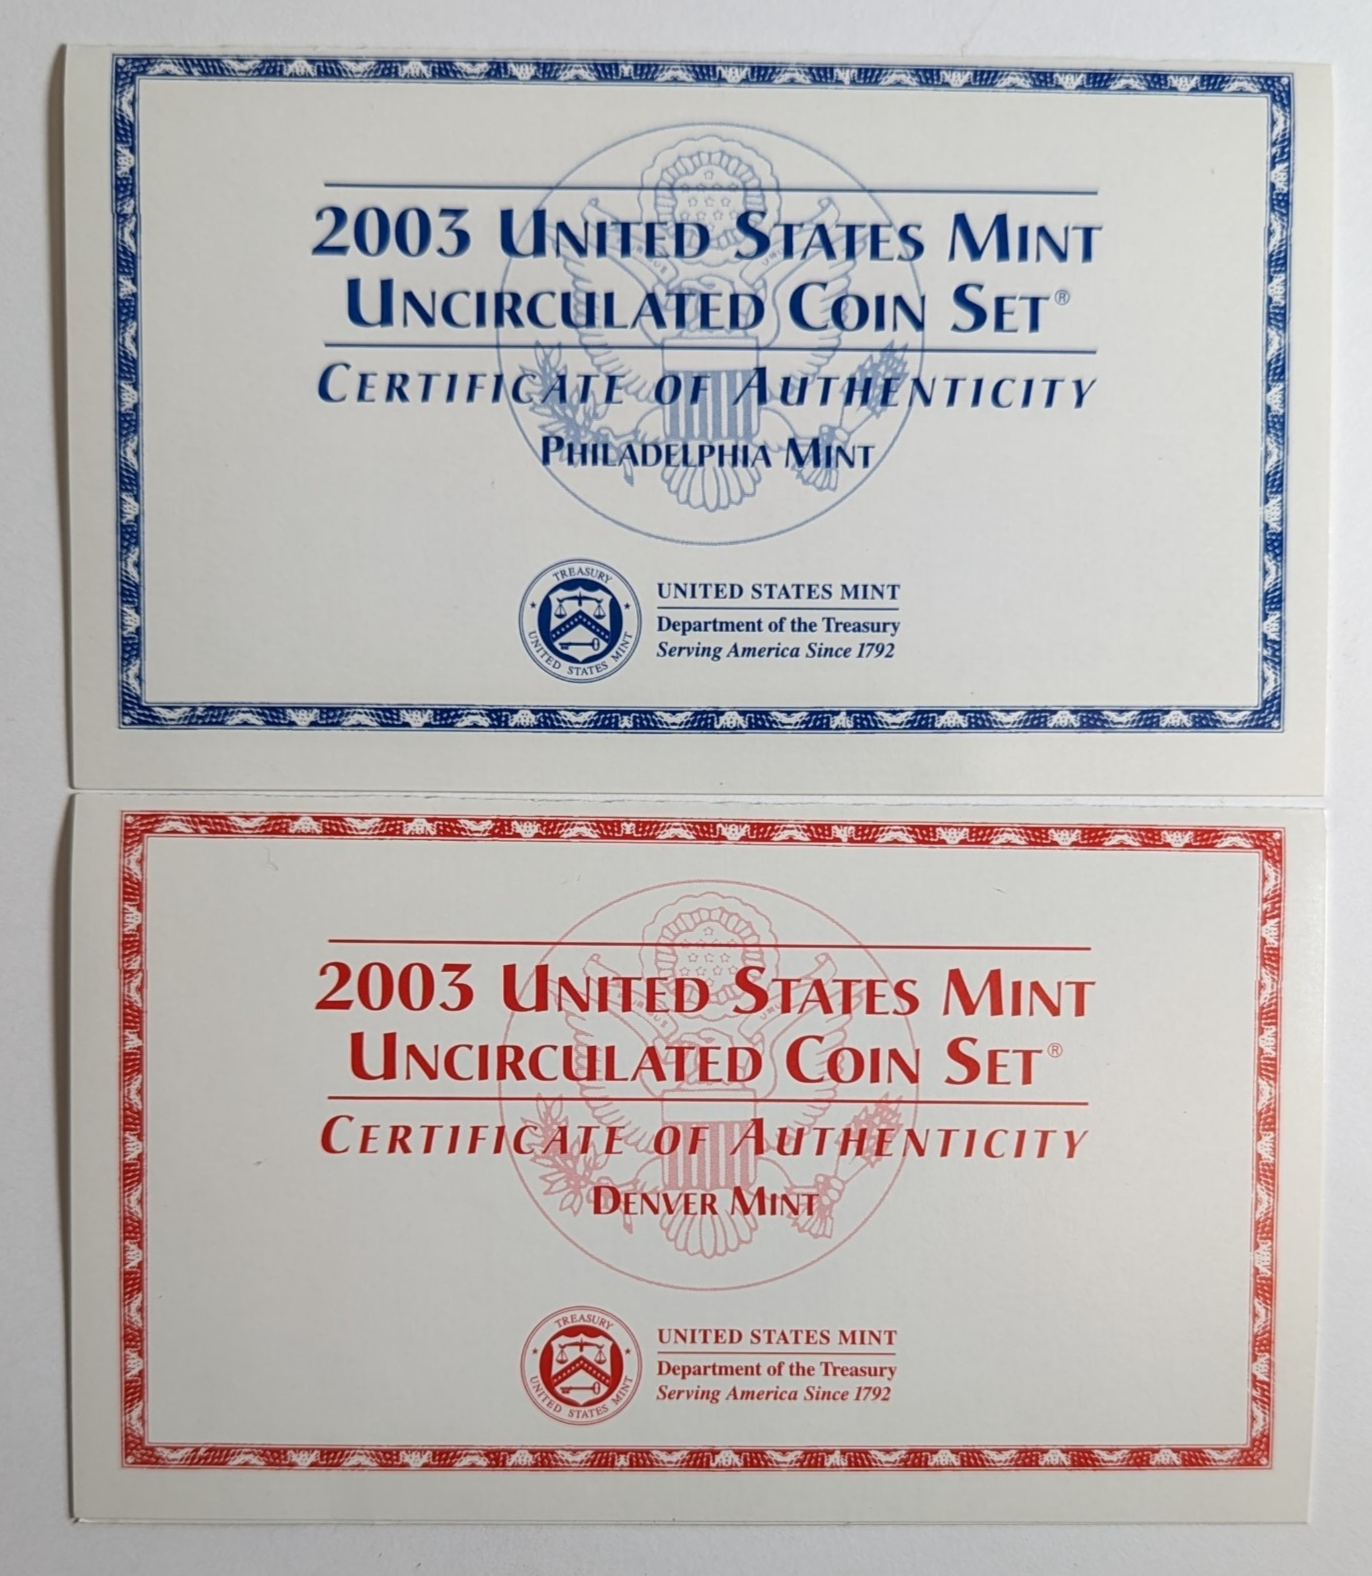 2003 UNITED STATES MINT
UNCIRCULATED COIN SET®
CERTIFICATE OF AUTHENTICITY
PHILADELPHIA MINT
TREASURY
UNITED STATES MINT
UNITED STATES MINT
Department of the Treasury
Serving America Since 1792
2003 UNITED STATES MINT
UNCIRCULATED COIN SET®
CERTIFICATE OF AUTHENTICITY
DENVER MINT
TREASURY
UNITED STATES MINT
UNITED STATES MINT
Department of the Treasury
Serving America Since 1792